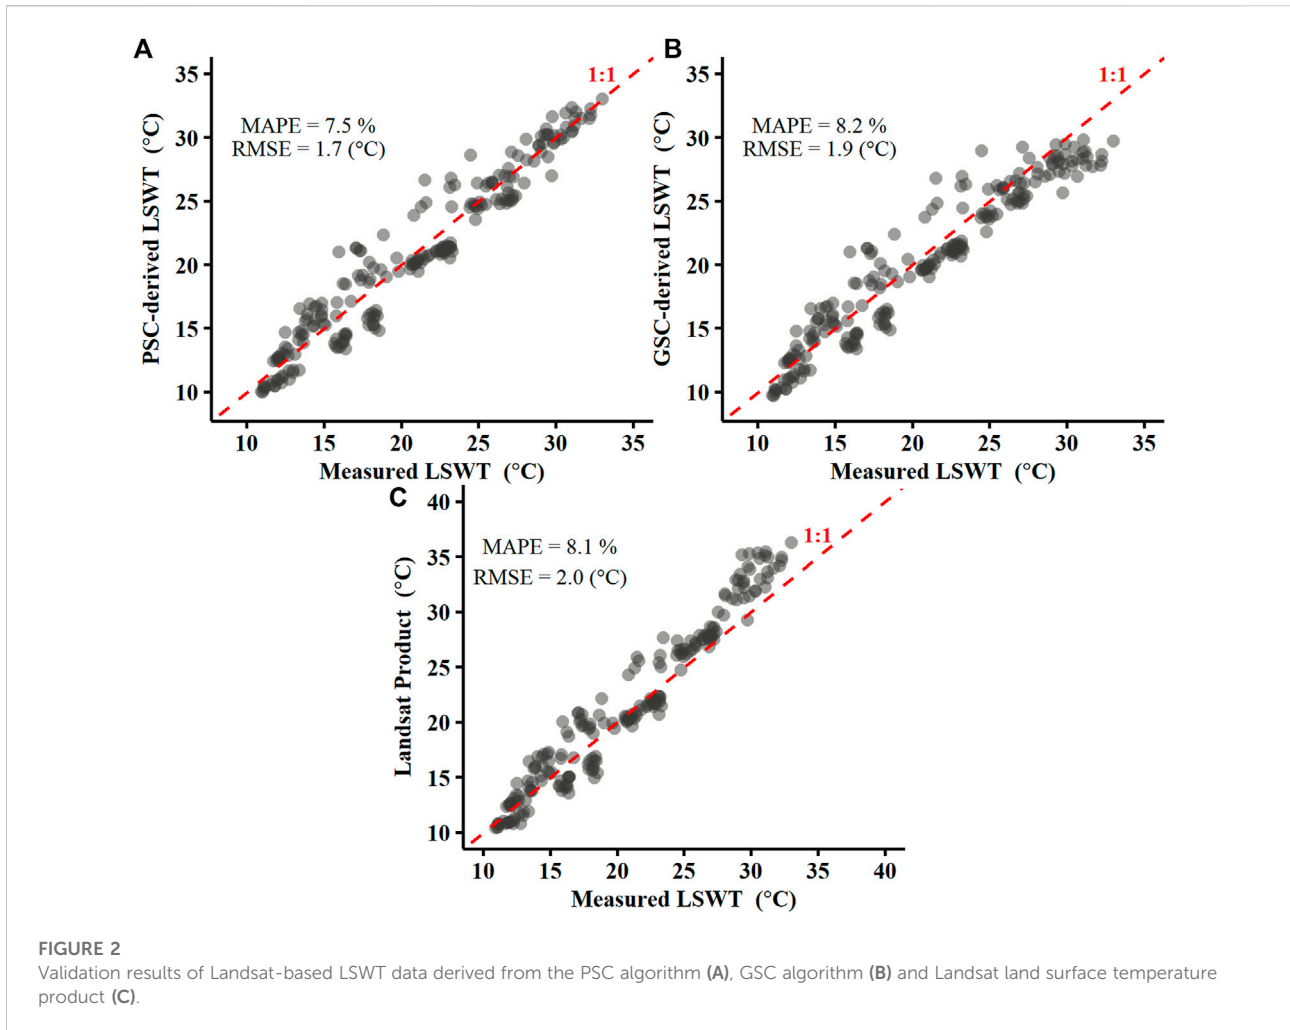 A
35
30
25
20
15
10
PSC-derived LSWT (°C)
MAPE = 7.5 %
RMSE = 1.7 (°C)
1:1
10 15 20 25 30 35
Measured LSWT (°C)
B
35
30
25
20
15
10
GSC-derived LSWT (°C)
MAPE = 8.2 %
RMSE = 1.9 (°C)
1:1
10 15 20 25 30 35
Measured LSWT (°C)
C
40
35
30
25
20
15
10
Landsat Product (°C)
MAPE = 8.1 %
RMSE = 2.0 (°C)
1:1
10 15 20 25 30 35 40
Measured LSWT (°C)
FIGURE 2
Validation results of Landsat-based LSWT data derived from the PSC algorithm (A), GSC algorithm (B) and Landsat land surface temperature
product (C).